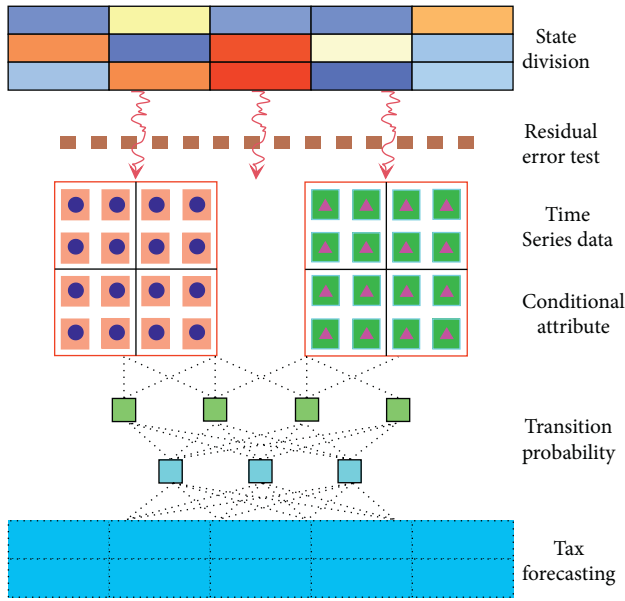 State
division
Residual
error test
Time
Series data
Conditional
attribute
Transition
probability
Tax
forecasting